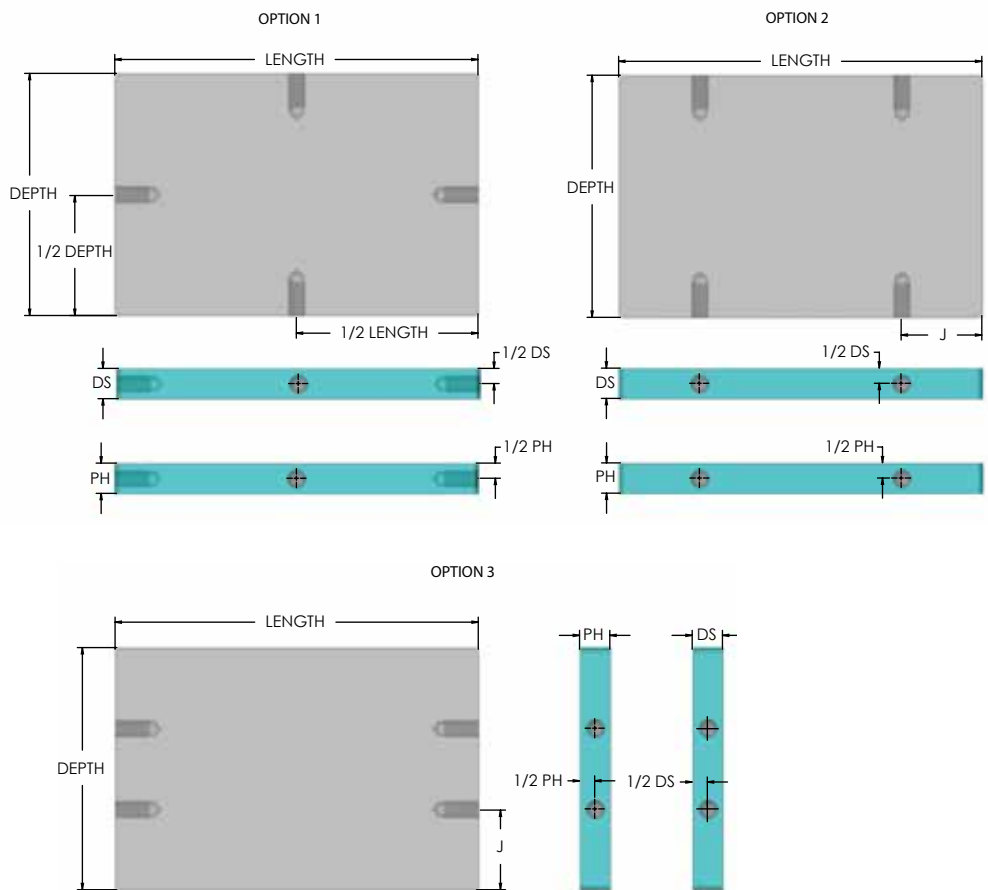 OPTION 1
LENGTH
DEPTH
1/2 DEPTH
1/2 LENGTH
1/2 DS
DS
1/2 PH
PH
OPTION 2
LENGTH
DEPTH
J
1/2 DS
DS
1/2 PH
PH
OPTION 3
LENGTH
DEPTH
J
PH
DS
1/2 PH
1/2 DS